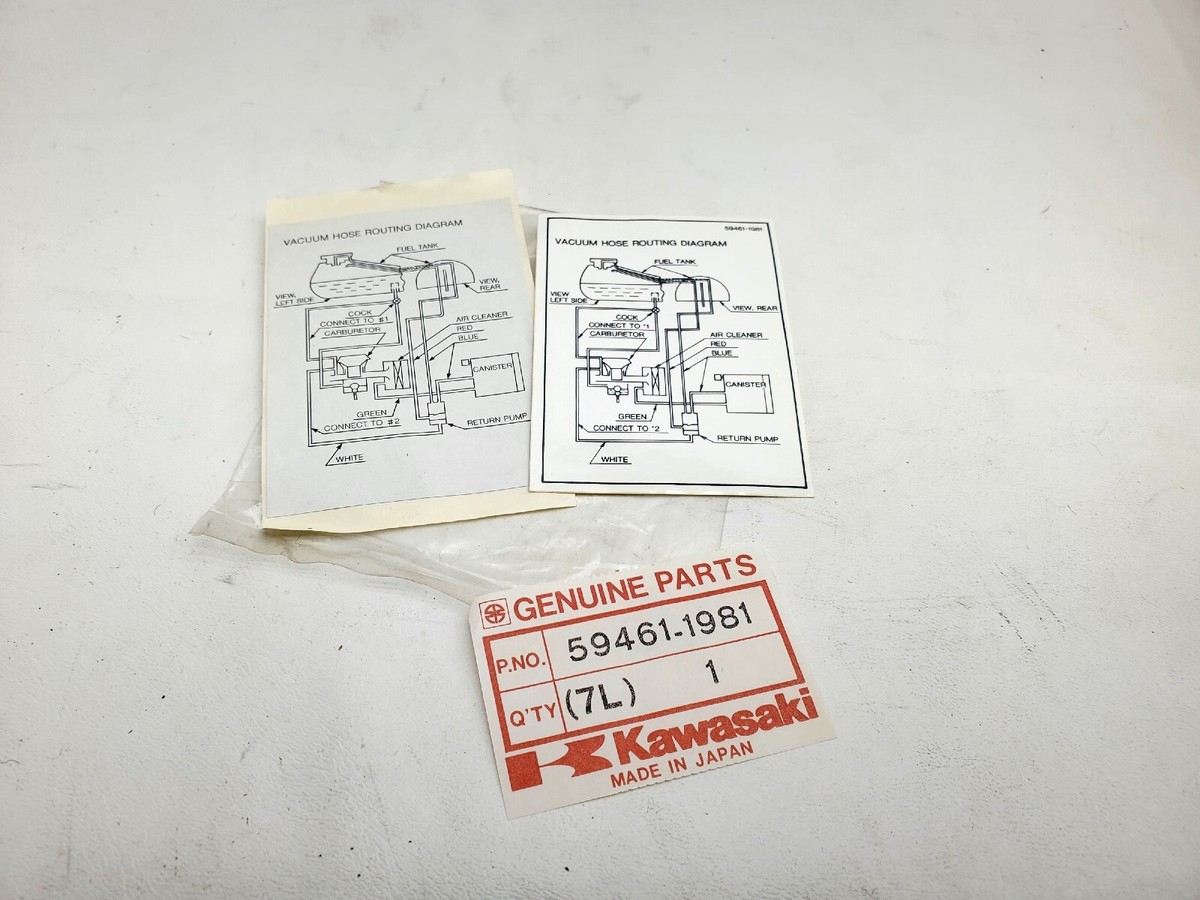 VACUUM HOSE ROUTING DIAGRAM
FUEL TANK
VIEW,
REAR
VIEW,
LEFT SIDE
COCK
CONNECT TO #1
CARBURETOR
AIR CLEANER
RED
BLUE
CANISTER
GREEN
CONNECT TO #2
RETURN PUMP
WHITE
59461-1981
VACUUM HOSE ROUTING DIAGRAM
FUEL TANK
VIEW
LEFT SIDE
VIEW, REAR
COCK
CONNECT TO *1
CARBURETOR
AIR CLEANER
RED
BLUE
CANISTER
GREEN
CONNECT TO *2
RETURN PUMP
WHITE
GENUINE PARTS
P.NO. 59461-1981
Q'TY (7L) 1
Kawasaki
MADE IN JAPAN